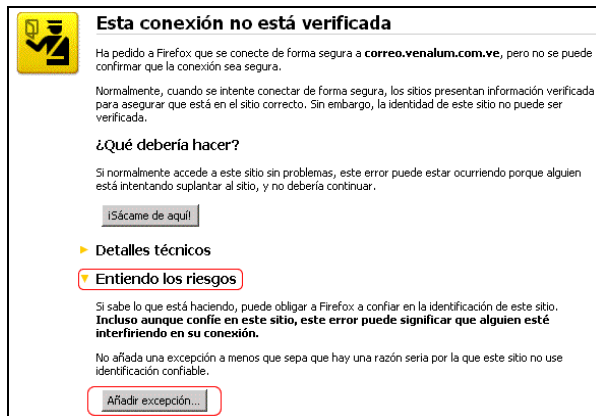 Esta conexión no está verificada
Ha pedido a Firefox que se conecte de forma segura a correo.venalum.com.ve, pero no se puede
confirmar que la conexión sea segura.
Normalmente, cuando se intente conectar de forma segura, los sitios presentan información verificada
para asegurar que está en el sitio correcto. Sin embargo, la identidad de este sitio no puede ser
verificada.
¿Qué debería hacer?
Si normalmente accede a este sitio sin problemas, este error puede estar ocurriendo porque alguien
está intentando suplantar al sitio, y no debería continuar.
¡Sácame de aquí!
Detalles técnicos
Entiendo los riesgos
Si sabe lo que está haciendo, puede obligar a Firefox a confiar en la identificación de este sitio.
Incluso aunque confíe en este sitio, este error puede significar que alguien esté
interfiriendo en su conexión.
No añada una excepción a menos que sepa que hay una razón seria por la que este sitio no use
identificación confiable.
Añadir excepción...